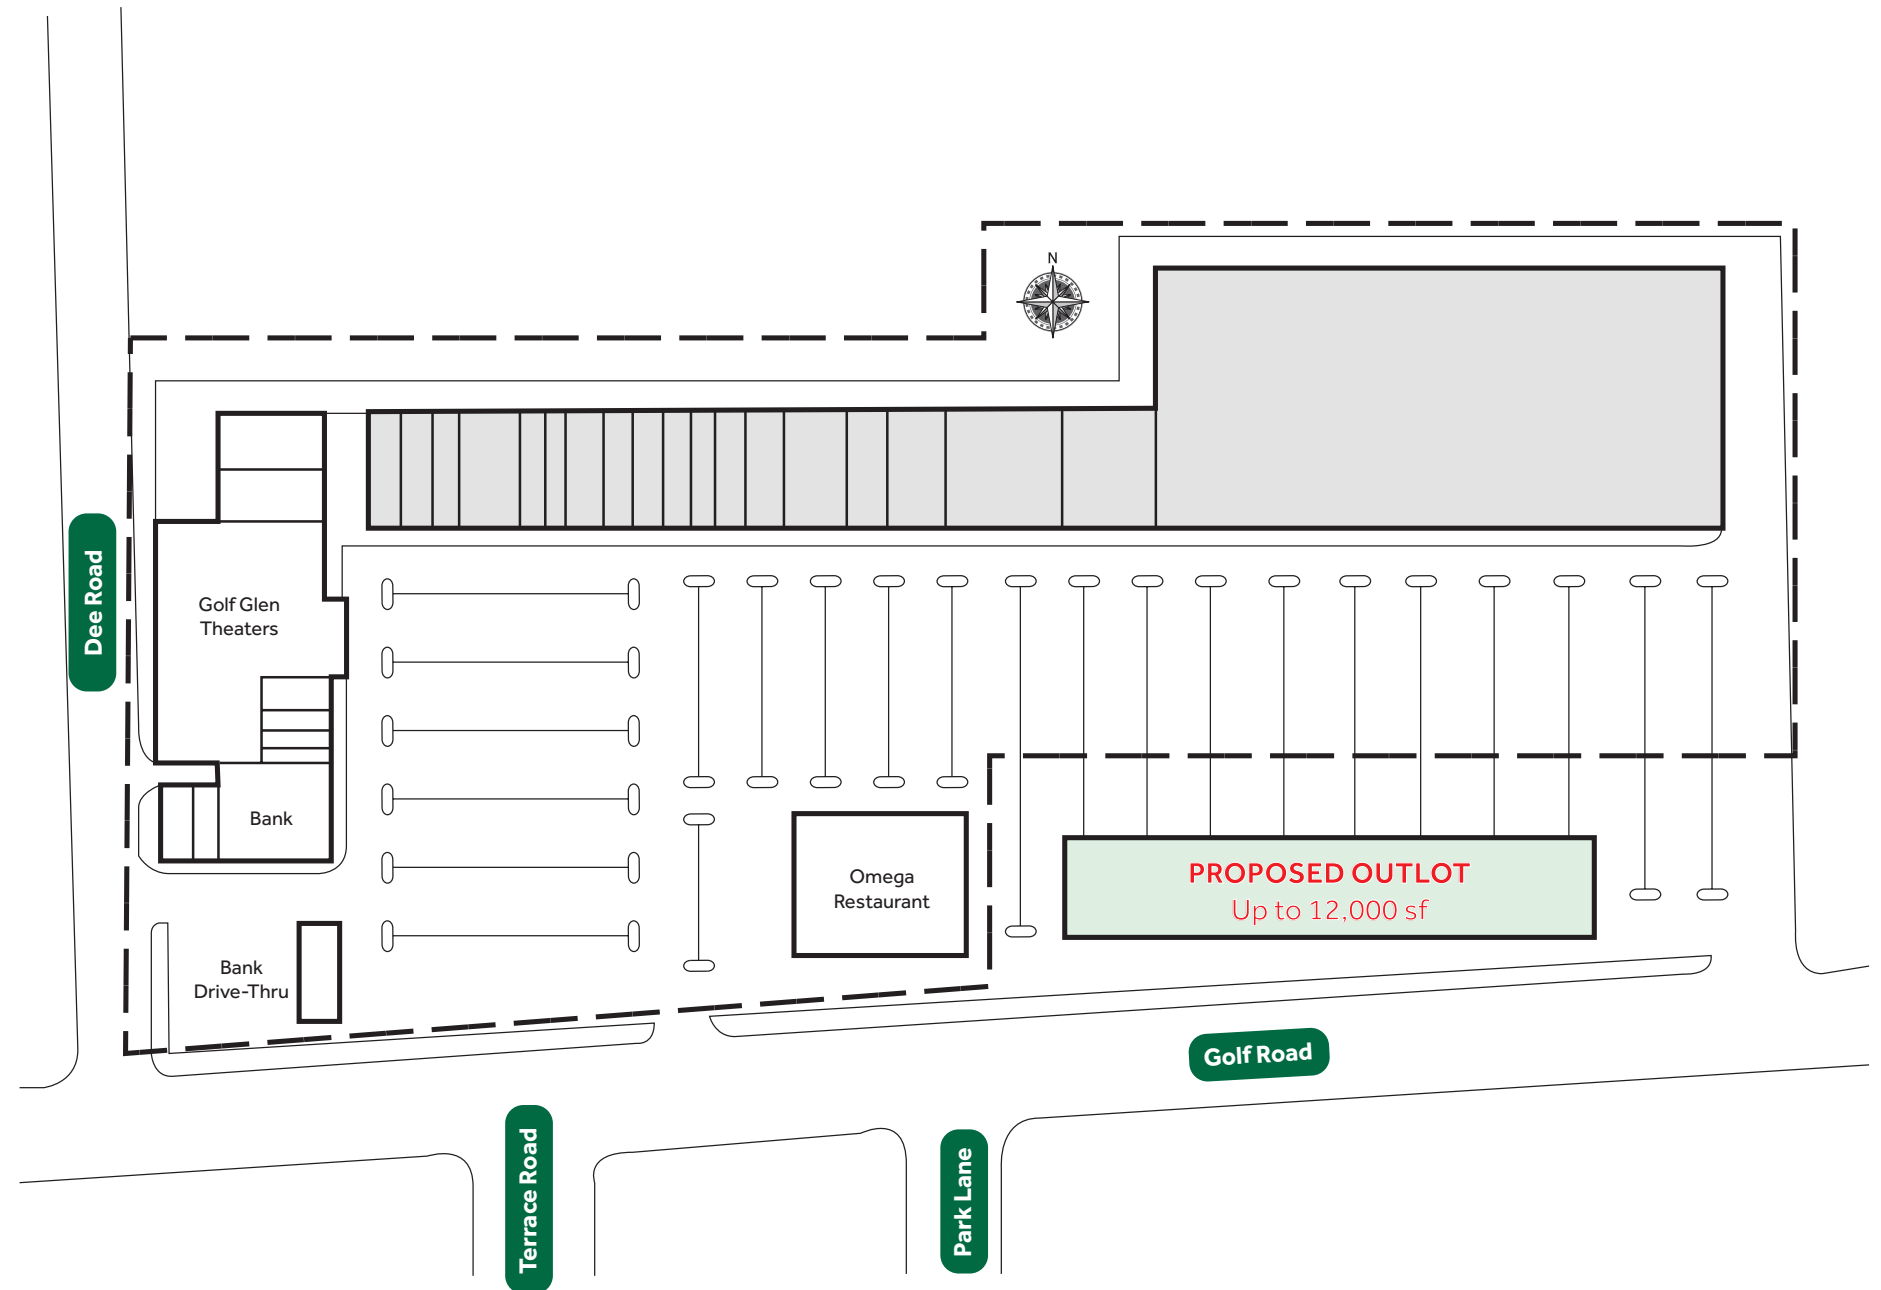 N
Dee Road
Golf Glen
Theaters
Bank
Omega
Restaurant
PROPOSED OUTLOT
Up to 12,000 sf
Bank
Drive-Thru
Golf Road
Terrace Road
Park Lane